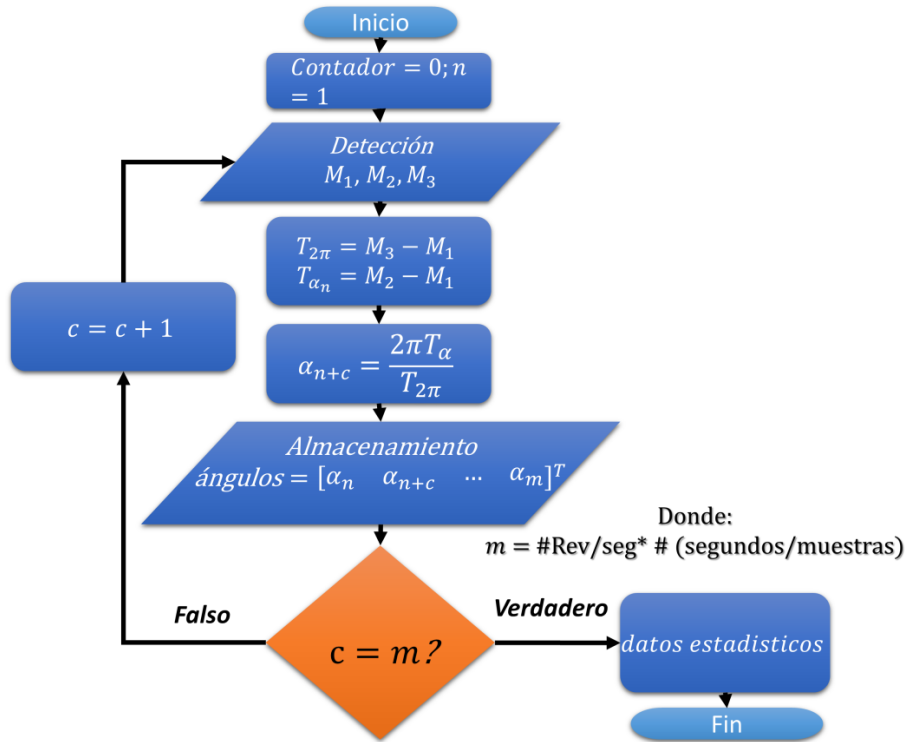 Inicio
Contador = 0; n
= 1
Detección
M₁, M₂, M₃
T₂π = M₃ − M₁
Tαₙ = M₂ − M₁
c = c + 1
αₙ₊c = 2πTα / T₂π
Almacenamiento
ángulos = [αₙ αₙ₊c ⋯ αₘ]ᵀ
Donde:
m = #Rev/seg* # (segundos/muestras)
Falso
c = m?
Verdadero
datos estadisticos
Fin